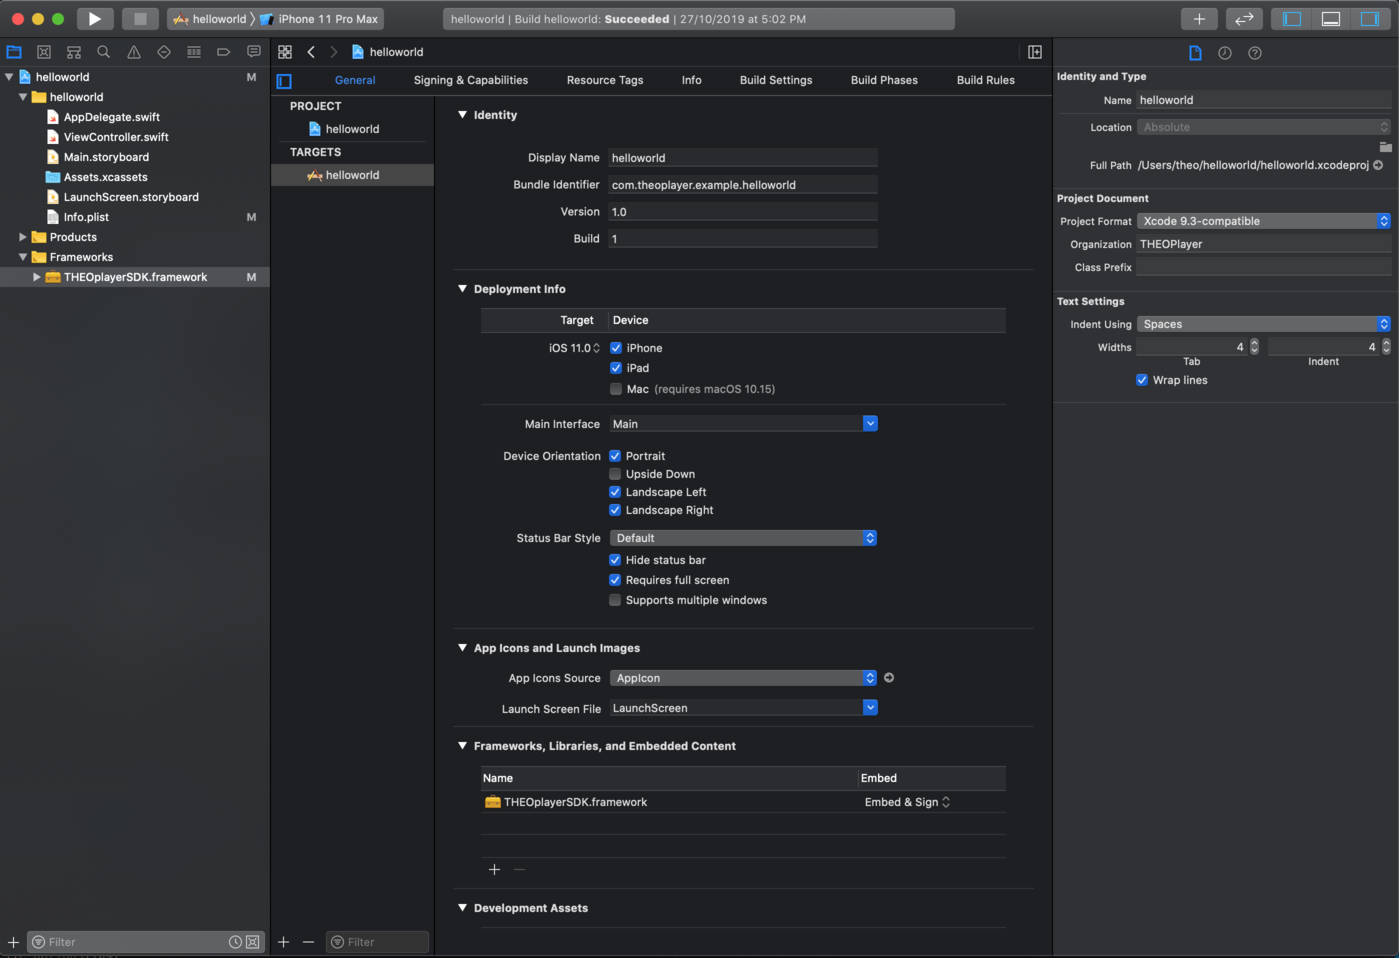 helloworld 〉 iPhone 11 Pro Max
helloworld | Build helloworld: Succeeded | 27/10/2019 at 5:02 PM
helloworld M
helloworld
AppDelegate.swift
ViewController.swift
Main.storyboard
Assets.xcassets
LaunchScreen.storyboard
Info.plist M
Products
Frameworks
THEOplayerSDK.framework M
Filter
helloworld
General Signing & Capabilities Resource Tags Info Build Settings Build Phases Build Rules
PROJECT
helloworld
TARGETS
helloworld
Filter
Identity
Display Name helloworld
Bundle Identifier com.theoplayer.example.helloworld
Version 1.0
Build 1
Deployment Info
Target Device
iOS 11.0 iPhone
iPad
Mac (requires macOS 10.15)
Main Interface Main
Device Orientation Portrait
Upside Down
Landscape Left
Landscape Right
Status Bar Style Default
Hide status bar
Requires full screen
Supports multiple windows
App Icons and Launch Images
App Icons Source AppIcon
Launch Screen File LaunchScreen
Frameworks, Libraries, and Embedded Content
Name Embed
THEOplayerSDK.framework Embed & Sign
Development Assets
Identity and Type
Name helloworld
Location Absolute
Full Path /Users/theo/helloworld/helloworld.xcodeproj
Project Document
Project Format Xcode 9.3-compatible
Organization THEOPlayer
Class Prefix
Text Settings
Indent Using Spaces
Widths 4 4
Tab Indent
Wrap lines